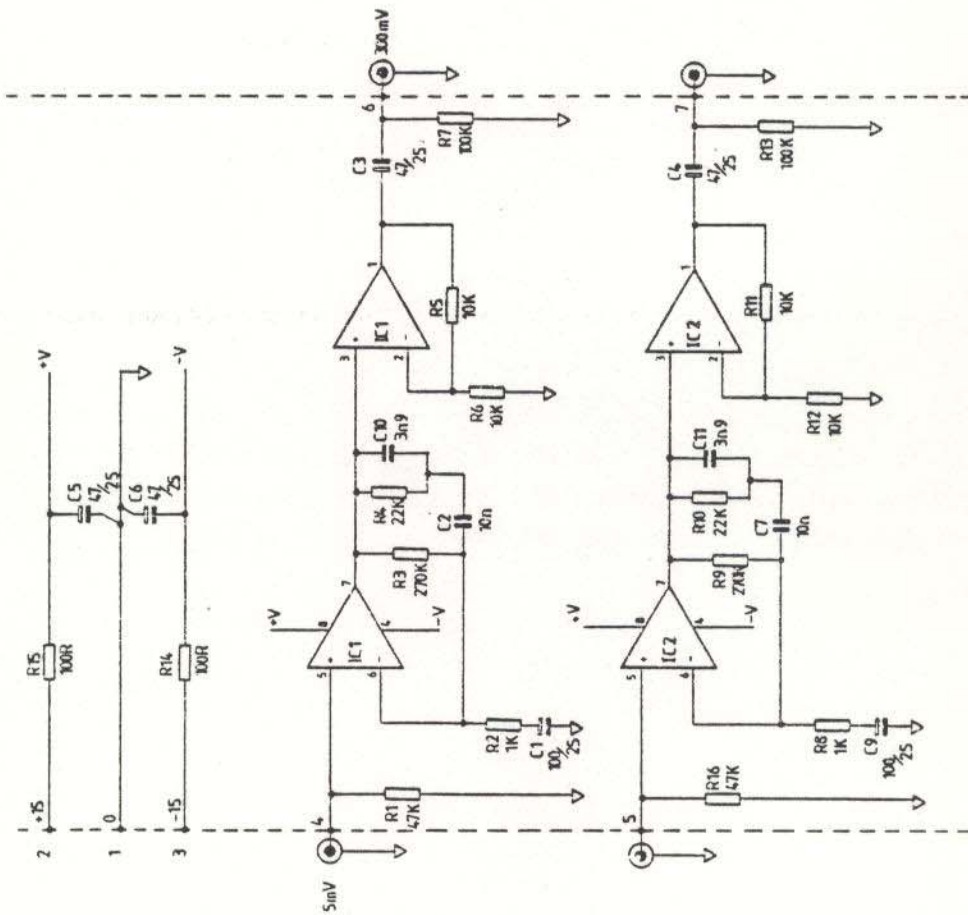 2
+15
R15
100R
+V
C5
47/25
1
0
C6
47/25
3
-15
R14
100R
-V
5mV
4
R1
47K
5
6
+
-
IC1
+V
8
4
-V
7
R2
1K
C1
100/25
R3
270K
R4
22K
C10
3n9
C2
10n
3
2
+
-
IC1
1
R6
10K
R5
10K
C3
47/25
R7
100K
6
300mV
5
R16
47K
5
6
+
-
IC2
+V
8
4
-V
7
R8
1K
C9
100/25
R9
270K
R10
22K
C11
3n9
C7
10n
3
2
+
-
IC2
1
R12
10K
R11
10K
C4
47/25
R13
100K
7